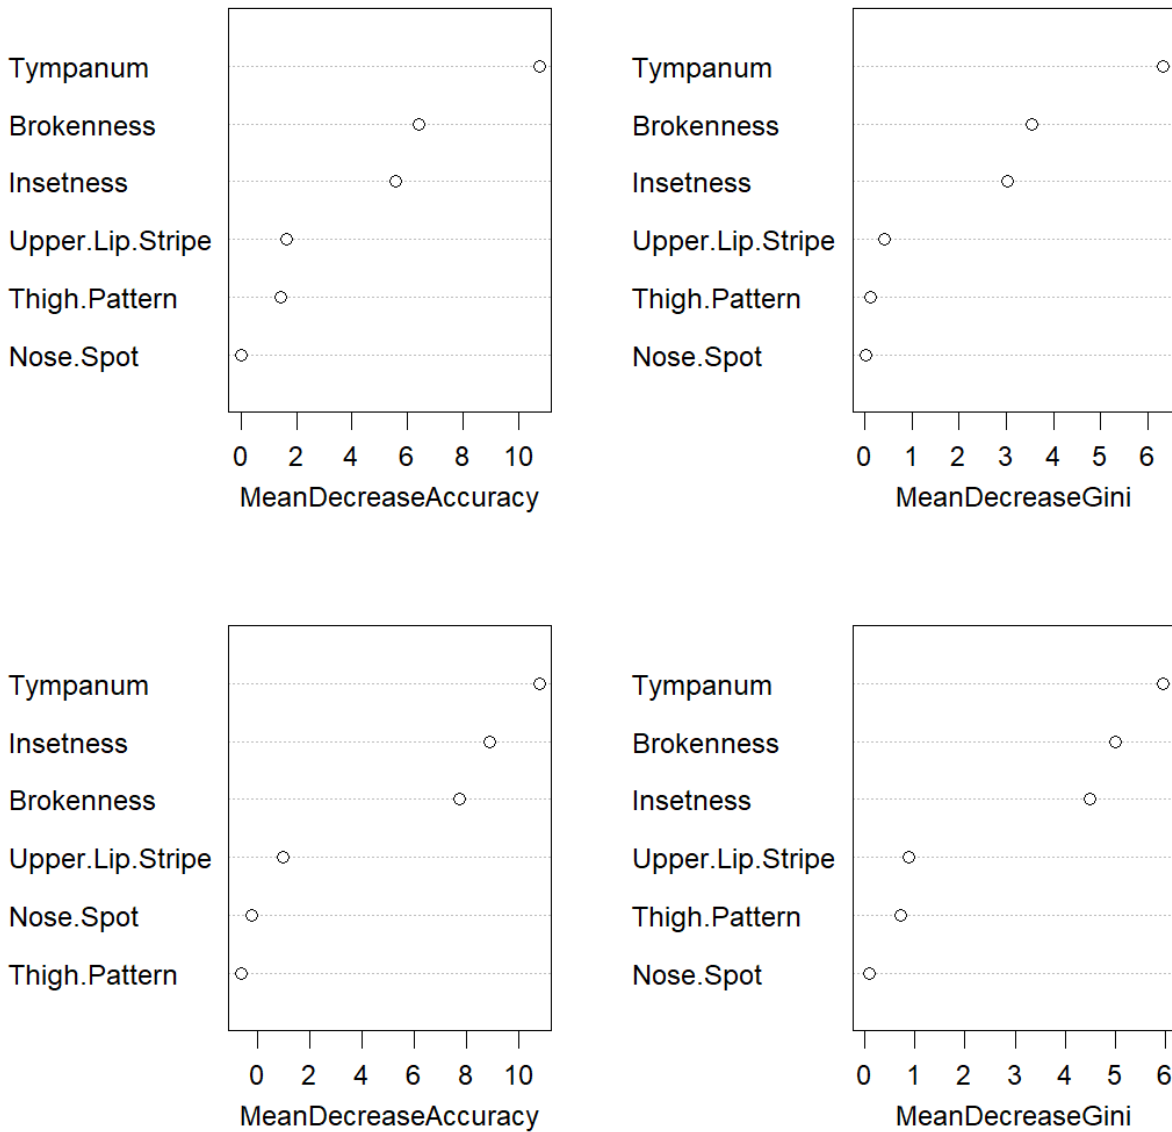 Tympanum
Brokenness
Insetness
Upper.Lip.Stripe
Thigh.Pattern
Nose.Spot
0 2 4 6 8 10
MeanDecreaseAccuracy
Tympanum
Brokenness
Insetness
Upper.Lip.Stripe
Thigh.Pattern
Nose.Spot
0 1 2 3 4 5 6
MeanDecreaseGini
Tympanum
Insetness
Brokenness
Upper.Lip.Stripe
Nose.Spot
Thigh.Pattern
0 2 4 6 8 10
MeanDecreaseAccuracy
Tympanum
Brokenness
Insetness
Upper.Lip.Stripe
Thigh.Pattern
Nose.Spot
0 1 2 3 4 5 6
MeanDecreaseGini